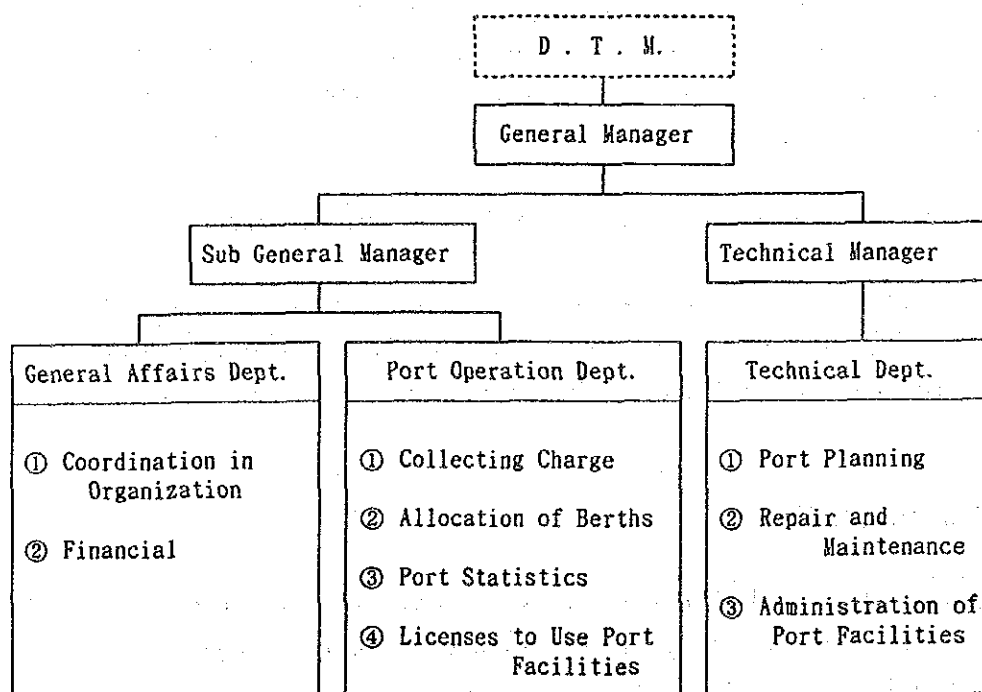 D . T . M.
General Manager
Sub General Manager
Technical Manager
General Affairs Dept.
① Coordination in
Organization
② Financial
Port Operation Dept.
① Collecting Charge
② Allocation of Berths
③ Port Statistics
④ Licenses to Use Port
Facilities
Technical Dept.
① Port Planning
② Repair and
Maintenance
③ Administration of
Port Facilities